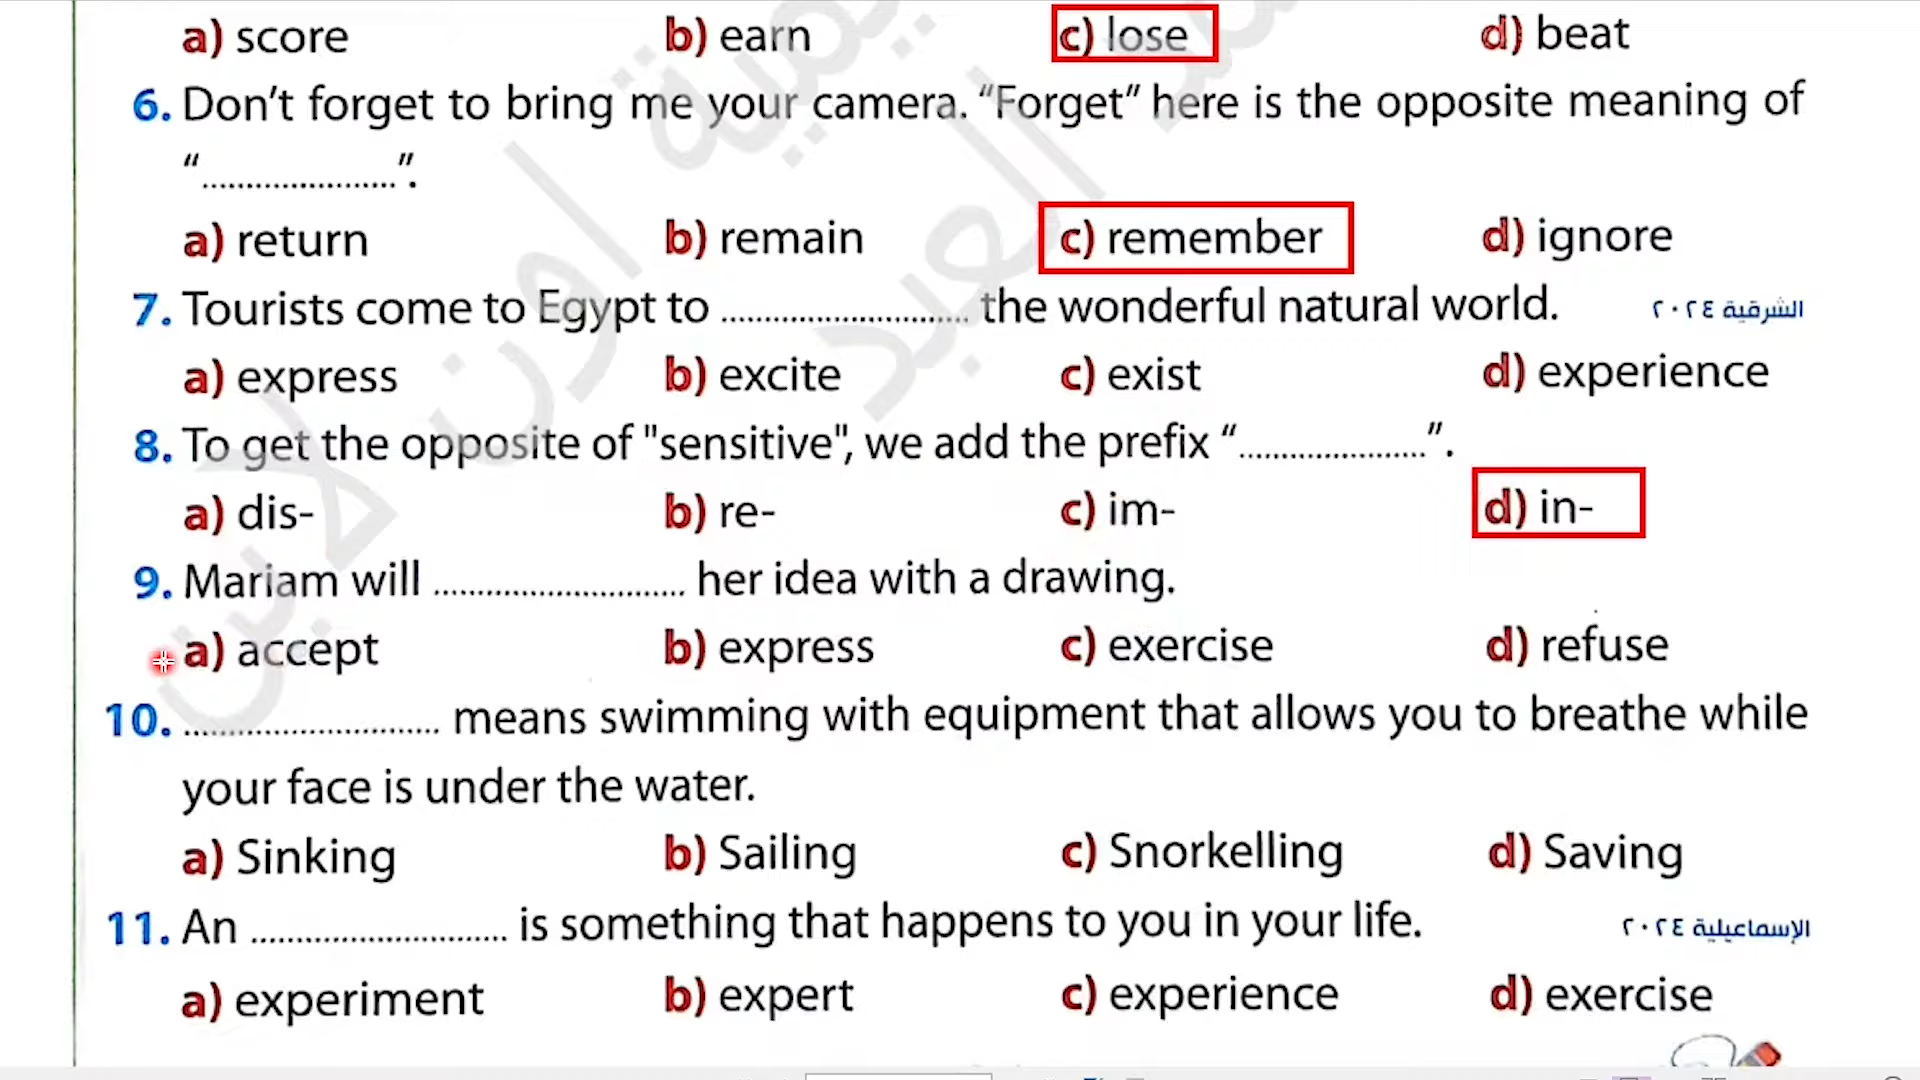 a) score b) earn c) lose d) beat
6. Don't forget to bring me your camera. “Forget” here is the opposite meaning of
“......................”.
a) return b) remain c) remember d) ignore
7. Tourists come to Egypt to ............................ the wonderful natural world. الشرقية ٢٠٢٤
a) express b) excite c) exist d) experience
8. To get the opposite of "sensitive", we add the prefix “.....................”.
a) dis- b) re- c) im- d) in-
9. Mariam will ............................. her idea with a drawing.
a) accept b) express c) exercise d) refuse
10. ............................. means swimming with equipment that allows you to breathe while
your face is under the water.
a) Sinking b) Sailing c) Snorkelling d) Saving
11. An ............................. is something that happens to you in your life. الإسماعيلية ٢٠٢٤
a) experiment b) expert c) experience d) exercise